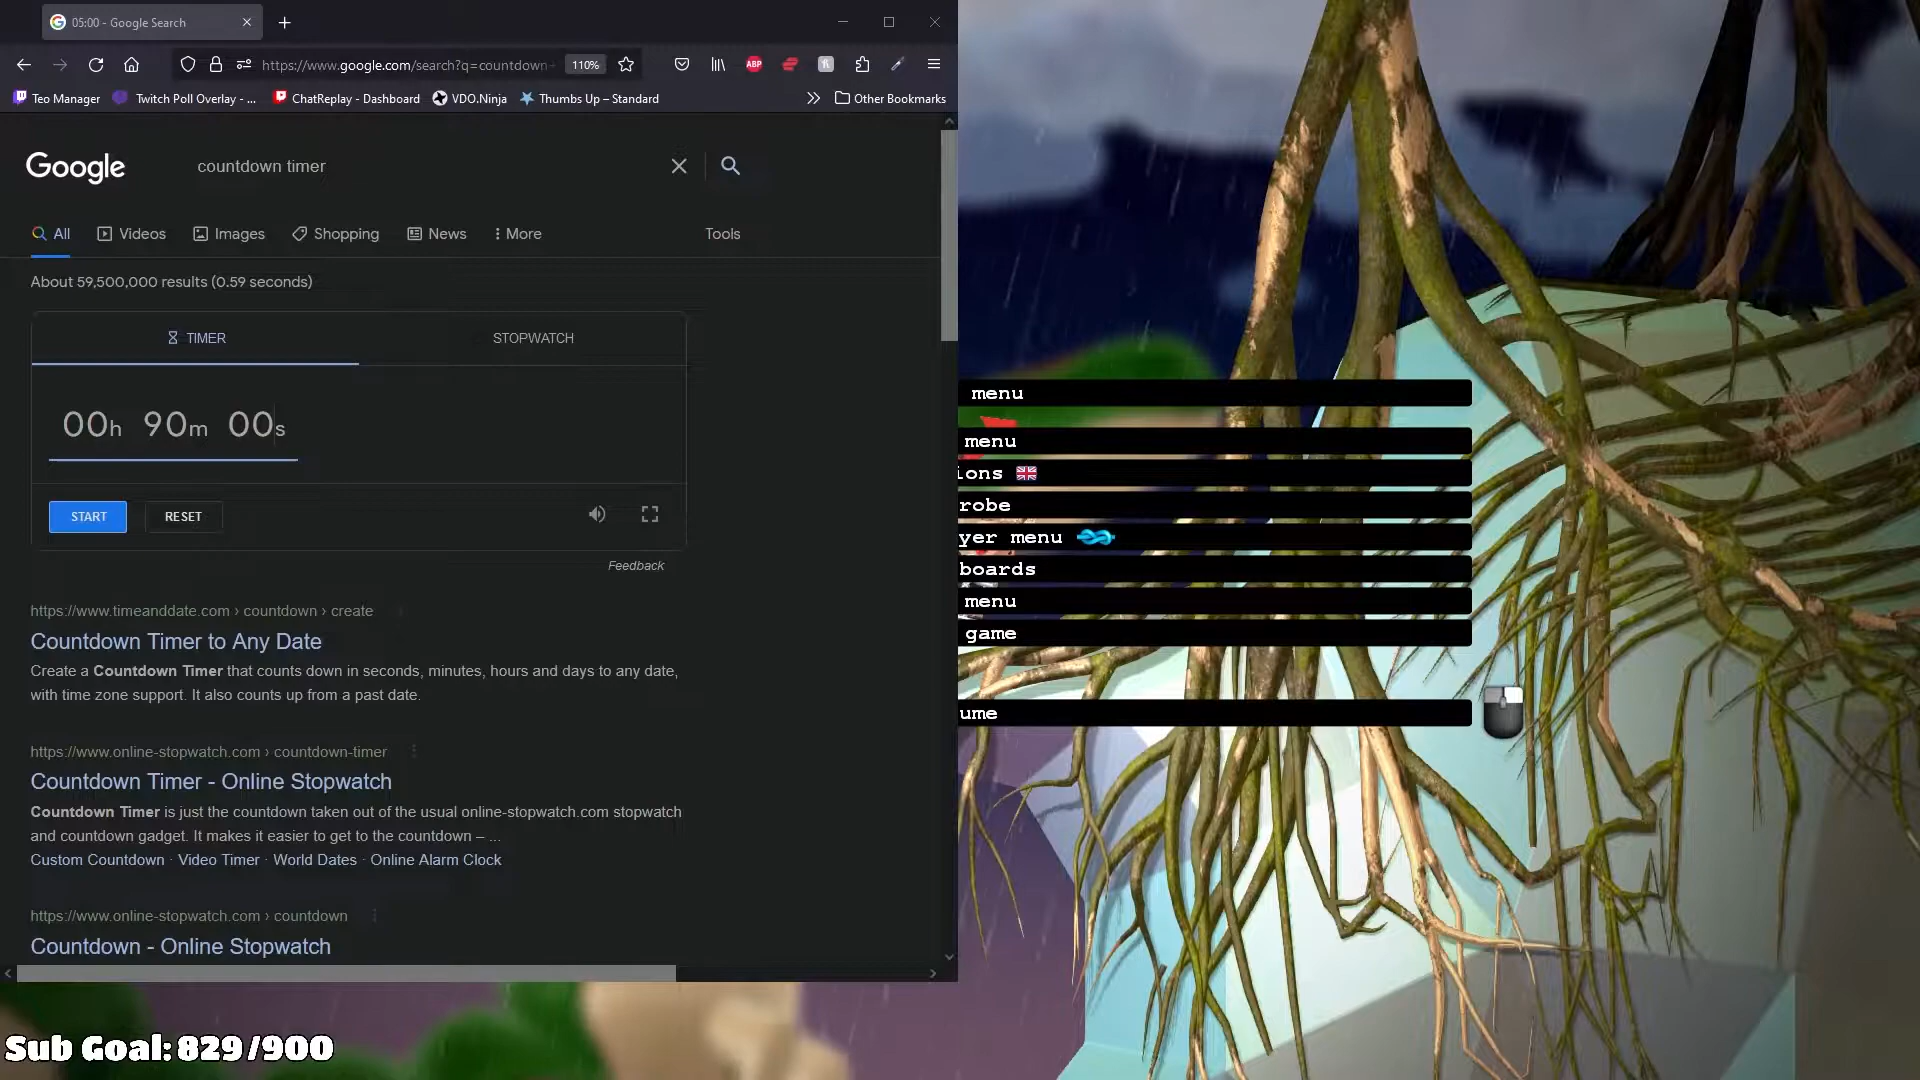 05:00 - Google Search
https://www.google.com/search?q=countdown+
110%
ABP
Teo Manager
Twitch Poll Overlay - ...
ChatReplay - Dashboard
VDO.Ninja
Thumbs Up – Standard
Other Bookmarks
Google
countdown timer
All
Videos
Images
Shopping
News
More
Tools
About 59,500,000 results (0.59 seconds)
TIMER
STOPWATCH
00h 90m 00s
START
RESET
Feedback
https://www.timeanddate.com › countdown › create
Countdown Timer to Any Date
Create a Countdown Timer that counts down in seconds, minutes, hours and days to any date,
with time zone support. It also counts up from a past date.
https://www.online-stopwatch.com › countdown-timer
Countdown Timer - Online Stopwatch
Countdown Timer is just the countdown taken out of the usual online-stopwatch.com stopwatch
and countdown gadget. It makes it easier to get to the countdown – ...
Custom Countdown · Video Timer · World Dates · Online Alarm Clock
https://www.online-stopwatch.com › countdown
Countdown - Online Stopwatch
menu
menu
ions
robe
yer menu
boards
menu
game
ume
Sub Goal: 829/900